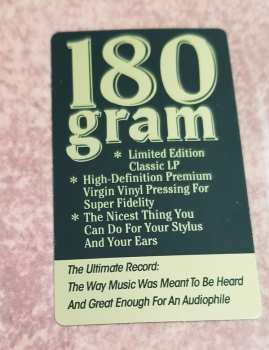 180
gram
* Limited Edition
Classic LP
* High-Definition Premium
Virgin Vinyl Pressing For
Super Fidelity
* The Nicest Thing You
Can Do For Your Stylus
And Your Ears
The Ultimate Record:
The Way Music Was Meant To Be Heard
And Great Enough For An Audiophile